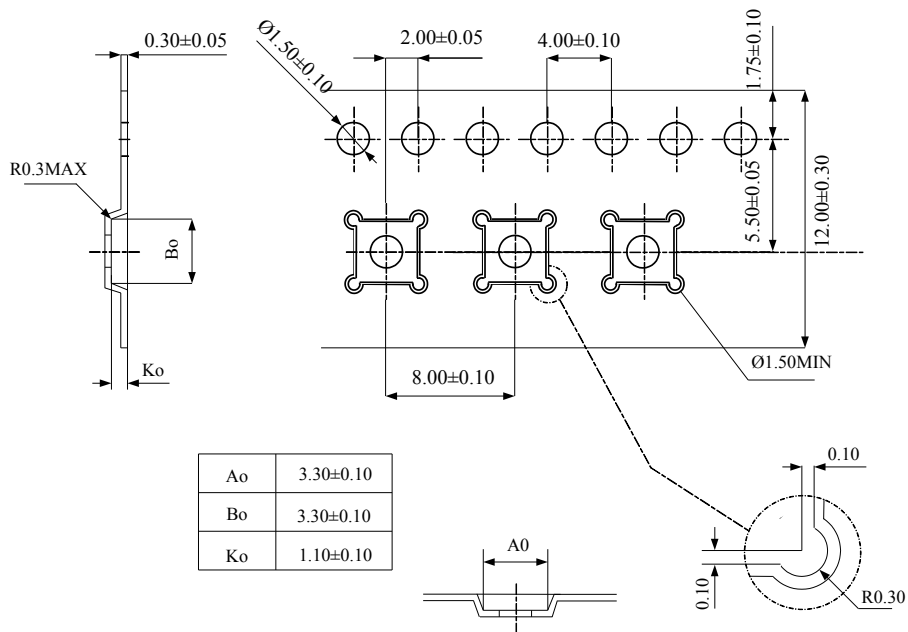 0.30±0.05
Ø1.50±0.10
2.00±0.05
4.00±0.10
1.75±0.10
R0.3MAX
Bo
5.50±0.05
12.00±0.30
Ko
8.00±0.10
Ø1.50MIN
Ao 3.30±0.10
Bo 3.30±0.10
Ko 1.10±0.10
A0
0.10
0.10
R0.30